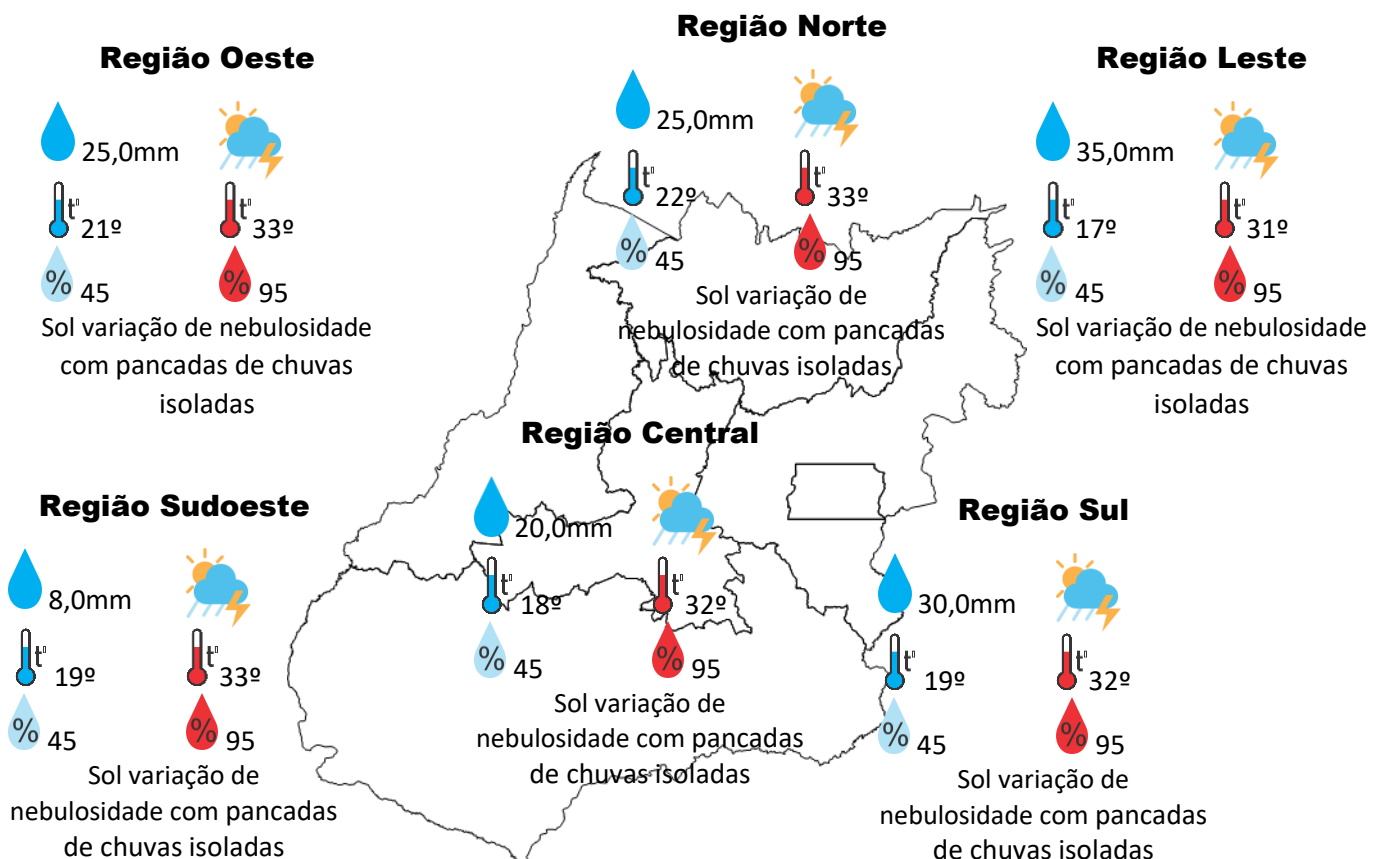 Região Oeste
25,0mm
t°
21º
t°
33º
%
45
%
95
Sol variação de nebulosidade
com pancadas de chuvas
isoladas
Região Norte
25,0mm
t°
22º
t°
33º
%
45
%
95
Sol variação de
nebulosidade com pancadas
de chuvas isoladas
Região Leste
35,0mm
t°
17º
t°
31º
%
45
%
95
Sol variação de nebulosidade
com pancadas de chuvas
isoladas
Região Sudoeste
8,0mm
t°
19º
t°
33º
%
45
%
95
Sol variação de
nebulosidade com pancadas
de chuvas isoladas
Região Central
20,0mm
t°
18º
t°
32º
%
45
%
95
Sol variação de
nebulosidade com pancadas
de chuvas isoladas
Região Sul
30,0mm
t°
19º
t°
32º
%
45
%
95
Sol variação de
nebulosidade com pancadas
de chuvas isoladas